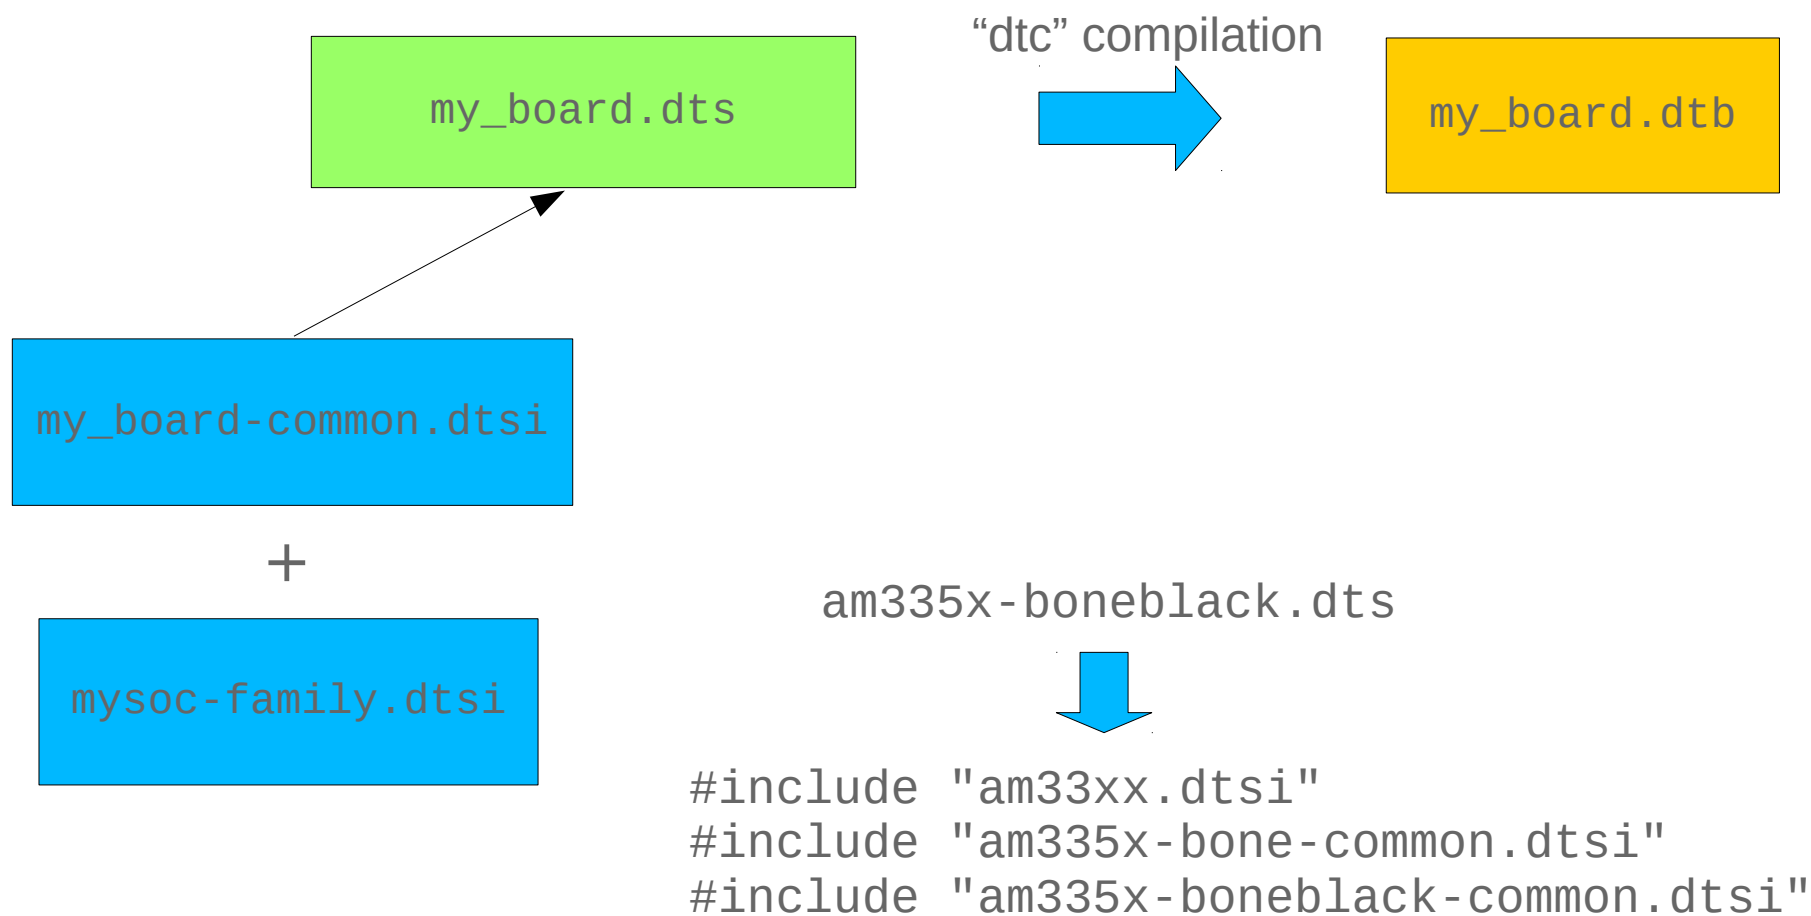 “dtc” compilation
my_board.dts
my_board.dtb
my_board-common.dtsi
+
mysoc-family.dtsi
am335x-boneblack.dts
#include "am33xx.dtsi"
#include "am335x-bone-common.dtsi"
#include "am335x-boneblack-common.dtsi"